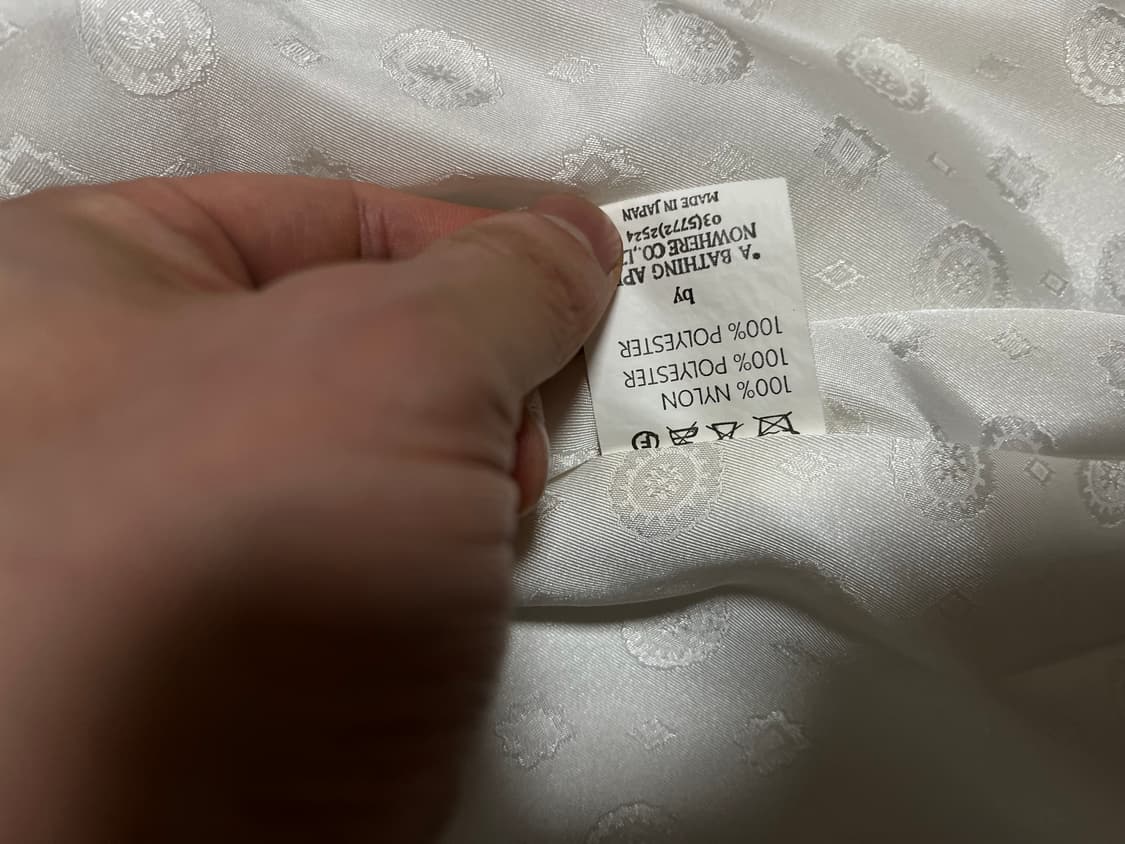 F
100% NYLON
100% POLYESTER
100% POLYESTER
by
*A BATHING
NOWHERE CO.,
03(5772)2524
MADE IN JAPAN